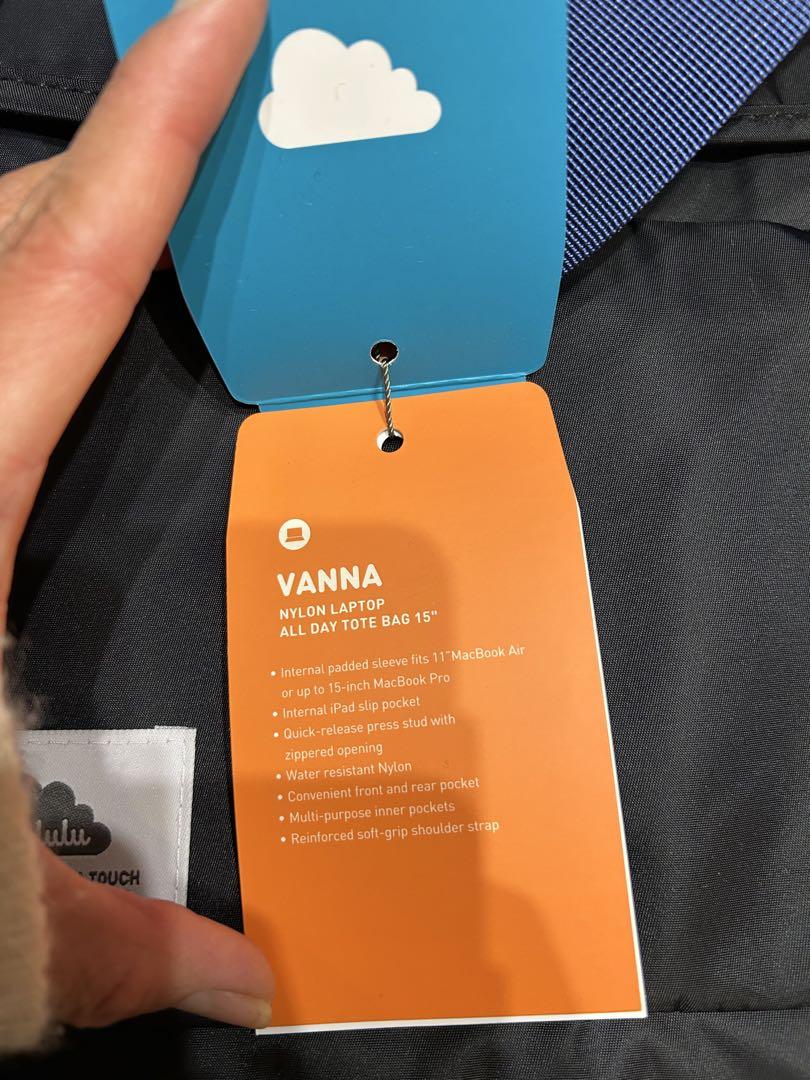 VANNA
NYLON LAPTOP
ALL DAY TOTE BAG 15"
• Internal padded sleeve fits 11"MacBook Air
or up to 15-inch MacBook Pro
• Internal iPad slip pocket
• Quick-release press stud with
zippered opening
• Water resistant Nylon
• Convenient front and rear pocket
• Multi-purpose inner pockets
• Reinforced soft-grip shoulder strap
TOUCH